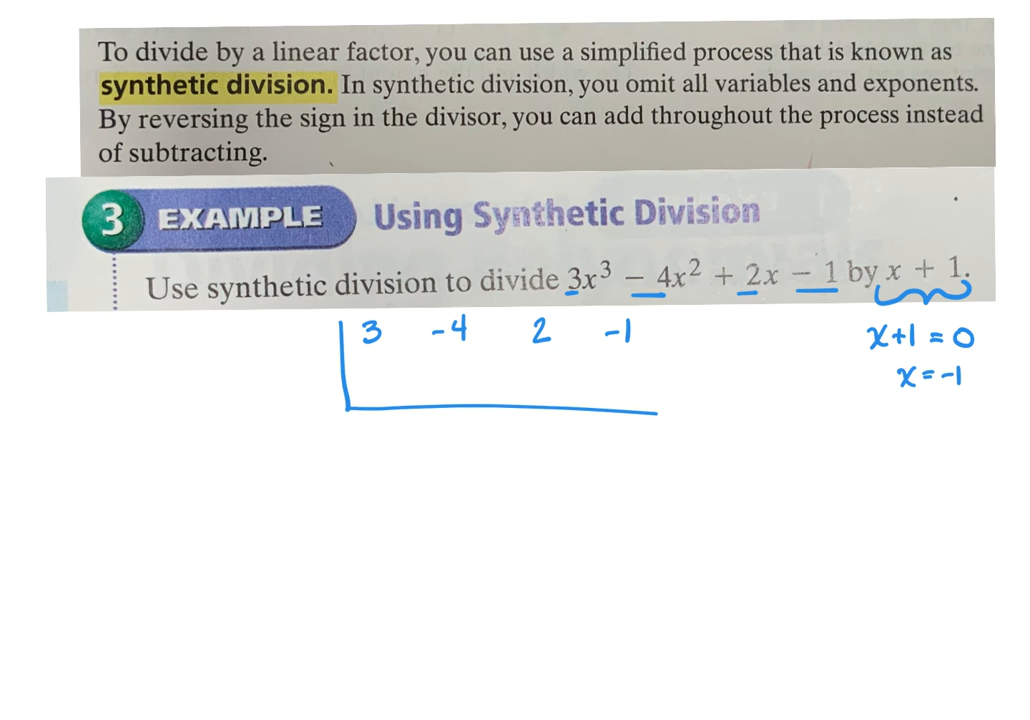 To divide by a linear factor, you can use a simplified process that is known as
synthetic division. In synthetic division, you omit all variables and exponents.
By reversing the sign in the divisor, you can add throughout the process instead
of subtracting.
3 EXAMPLE Using Synthetic Division
Use synthetic division to divide 3x³ − 4x² + 2x − 1 by x + 1.
3 -4 2 -1
x+1 = 0
x = -1